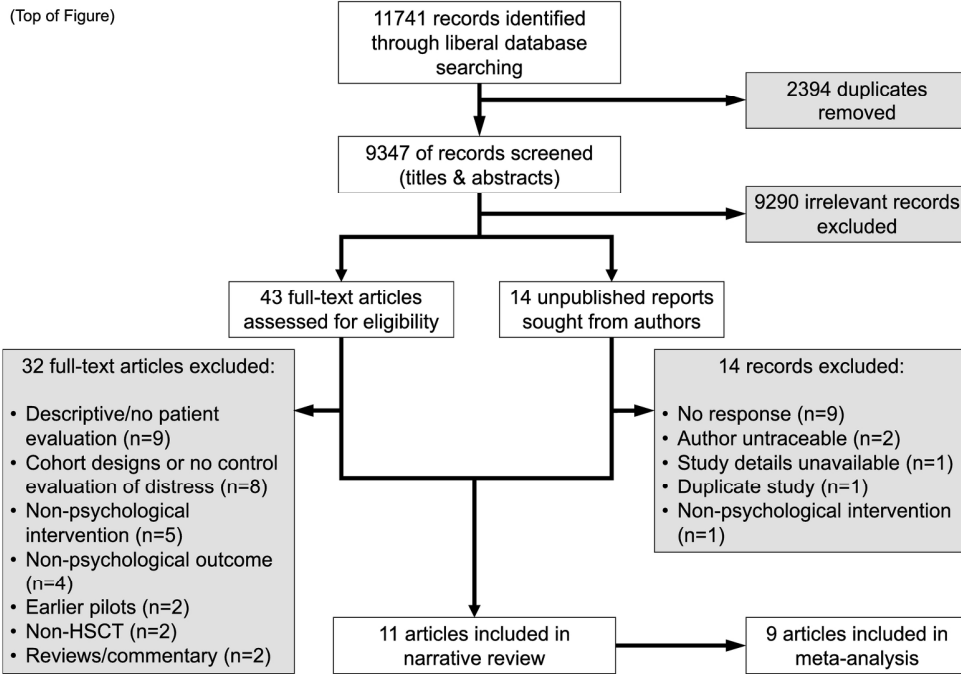 (Top of Figure)
11741 records identified
through liberal database
searching
2394 duplicates
removed
9347 of records screened
(titles & abstracts)
9290 irrelevant records
excluded
43 full-text articles
assessed for eligibility
14 unpublished reports
sought from authors
32 full-text articles excluded:
• Descriptive/no patient
evaluation (n=9)
• Cohort designs or no control
evaluation of distress (n=8)
• Non-psychological
intervention (n=5)
• Non-psychological outcome
(n=4)
• Earlier pilots (n=2)
• Non-HSCT (n=2)
• Reviews/commentary (n=2)
14 records excluded:
• No response (n=9)
• Author untraceable (n=2)
• Study details unavailable (n=1)
• Duplicate study (n=1)
• Non-psychological intervention
(n=1)
11 articles included in
narrative review
9 articles included in
meta-analysis